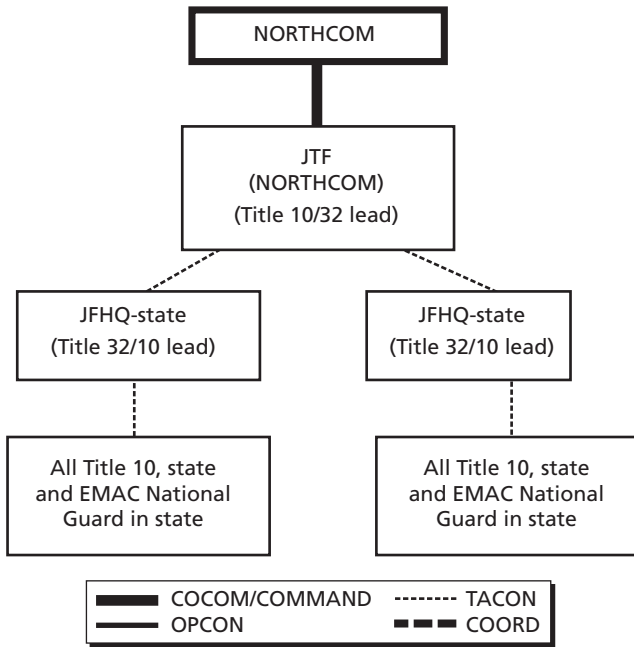 NORTHCOM
JTF
(NORTHCOM)
(Title 10/32 lead)
JFHQ-state
(Title 32/10 lead)
JFHQ-state
(Title 32/10 lead)
All Title 10, state
and EMAC National
Guard in state
All Title 10, state
and EMAC National
Guard in state
COCOM/COMMAND
TACON
OPCON
COORD